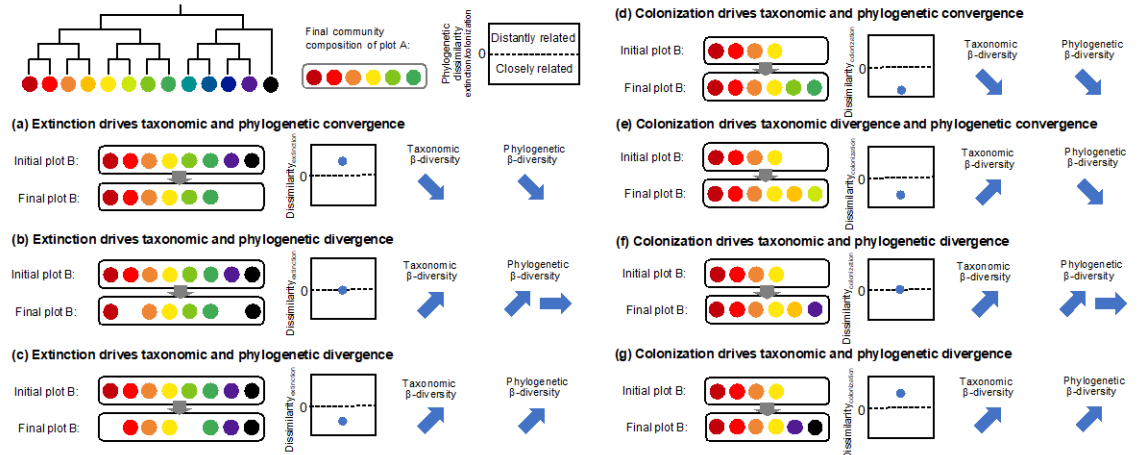 Final community
composition of plot A:
Phylogenetic
dissimilarity
extinction/colonization
0
Distantly related
Closely related
(a) Extinction drives taxonomic and phylogenetic convergence
Initial plot B:
Final plot B:
Dissimilarity extinction
0
Taxonomic
β-diversity
Phylogenetic
β-diversity
(b) Extinction drives taxonomic and phylogenetic divergence
Initial plot B:
Final plot B:
Dissimilarity extinction
0
Taxonomic
β-diversity
Phylogenetic
β-diversity
(c) Extinction drives taxonomic and phylogenetic divergence
Initial plot B:
Final plot B:
Dissimilarity extinction
0
Taxonomic
β-diversity
Phylogenetic
β-diversity
(d) Colonization drives taxonomic and phylogenetic convergence
Initial plot B:
Final plot B:
Dissimilarity colonization
0
Taxonomic
β-diversity
Phylogenetic
β-diversity
(e) Colonization drives taxonomic divergence and phylogenetic convergence
Initial plot B:
Final plot B:
Dissimilarity colonization
0
Taxonomic
β-diversity
Phylogenetic
β-diversity
(f) Colonization drives taxonomic and phylogenetic divergence
Initial plot B:
Final plot B:
Dissimilarity colonization
0
Taxonomic
β-diversity
Phylogenetic
β-diversity
(g) Colonization drives taxonomic and phylogenetic divergence
Initial plot B:
Final plot B:
Dissimilarity colonization
0
Taxonomic
β-diversity
Phylogenetic
β-diversity